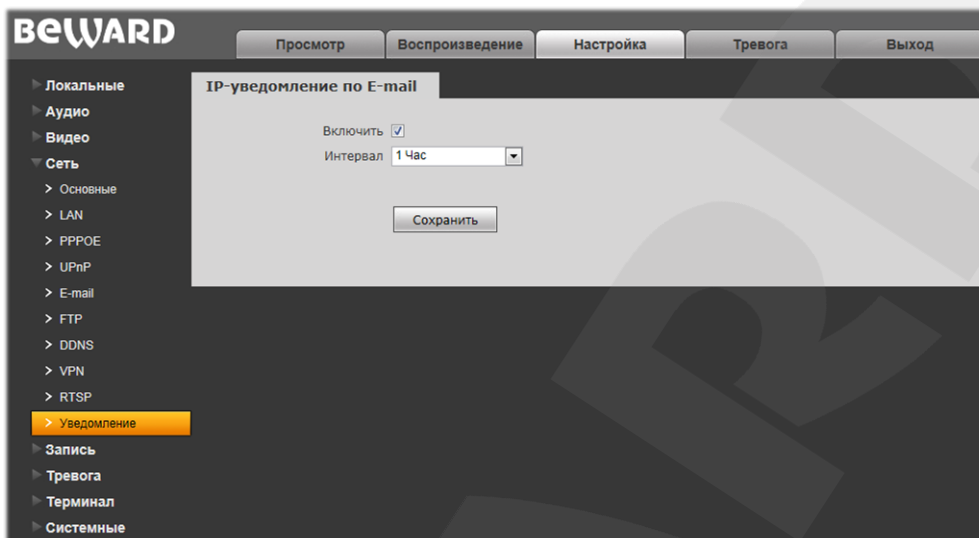 BEWARD
Просмотр Воспроизведение Настройка Тревога Выход
Локальные
Аудио
Видео
Сеть
> Основные
> LAN
> PPPOE
> UPnP
> E-mail
> FTP
> DDNS
> VPN
> RTSP
> Уведомление
Запись
Тревога
Терминал
Системные
IP-уведомление по E-mail
Включить
Интервал 1 Час
Сохранить